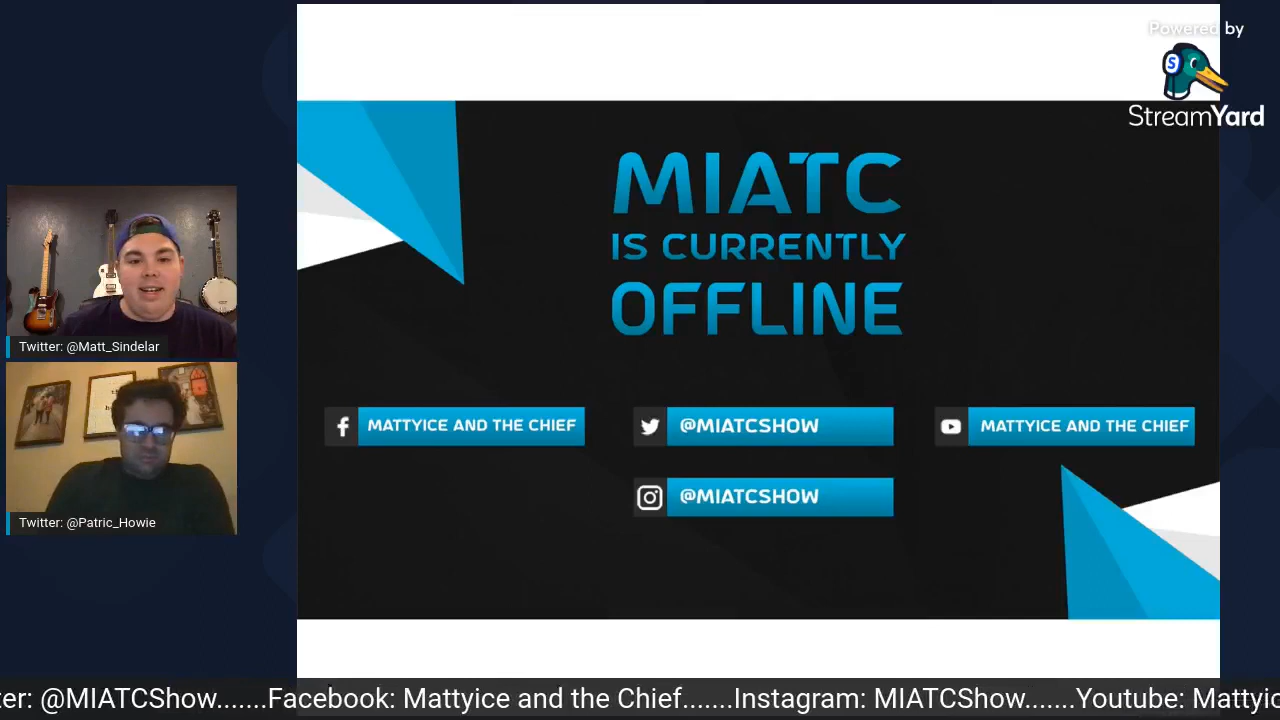 Powered by
StreamYard
MIATC
IS CURRENTLY
OFFLINE
MATTYICE AND THE CHIEF
@MIATCSHOW
MATTYICE AND THE CHIEF
@MIATCSHOW
Twitter: @Matt_Sindelar
Twitter: @Patric_Howie
ter: @MIATCShow.......Facebook: Mattyice and the Chief.......Instagram: MIATCShow.......Youtube: Mattyic